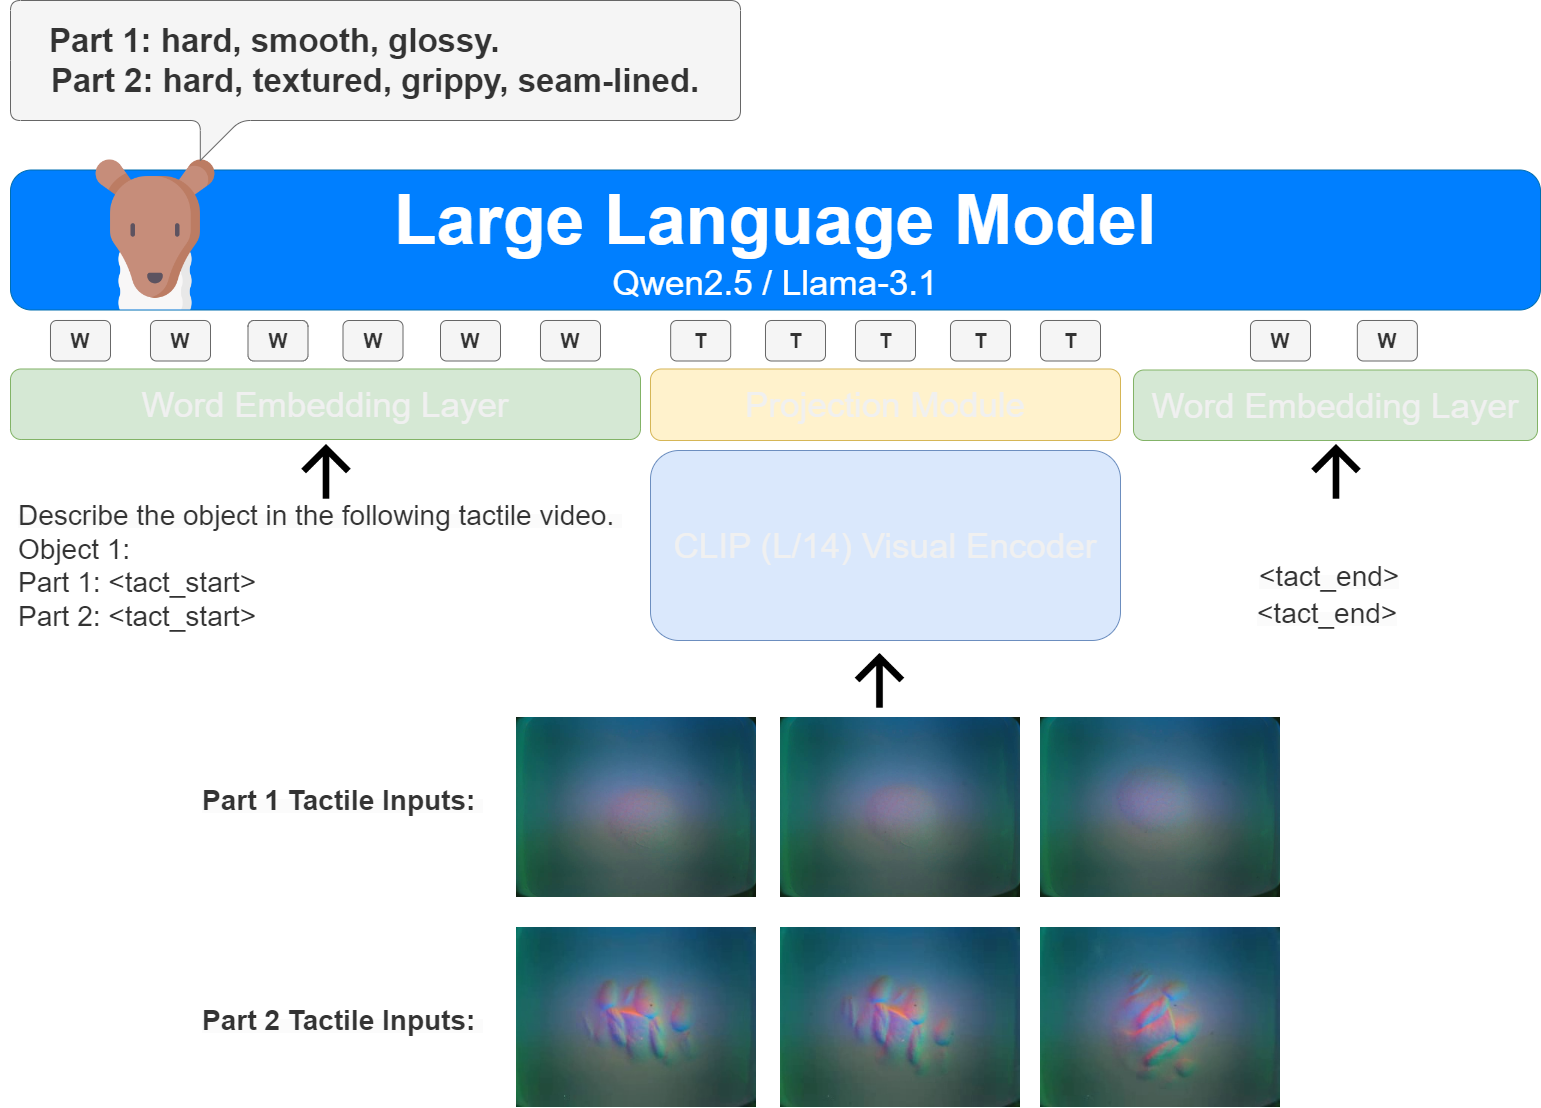 Part 1: hard, smooth, glossy.
Part 2: hard, textured, grippy, seam-lined.
Large Language Model
Qwen2.5 / Llama-3.1
W W W W W W T T T T T W W
Word Embedding Layer
Projection Module
Word Embedding Layer
Describe the object in the following tactile video.
Object 1:
Part 1: <tact_start>
Part 2: <tact_start>
CLIP (L/14) Visual Encoder
<tact_end>
<tact_end>
Part 1 Tactile Inputs:
Part 2 Tactile Inputs: